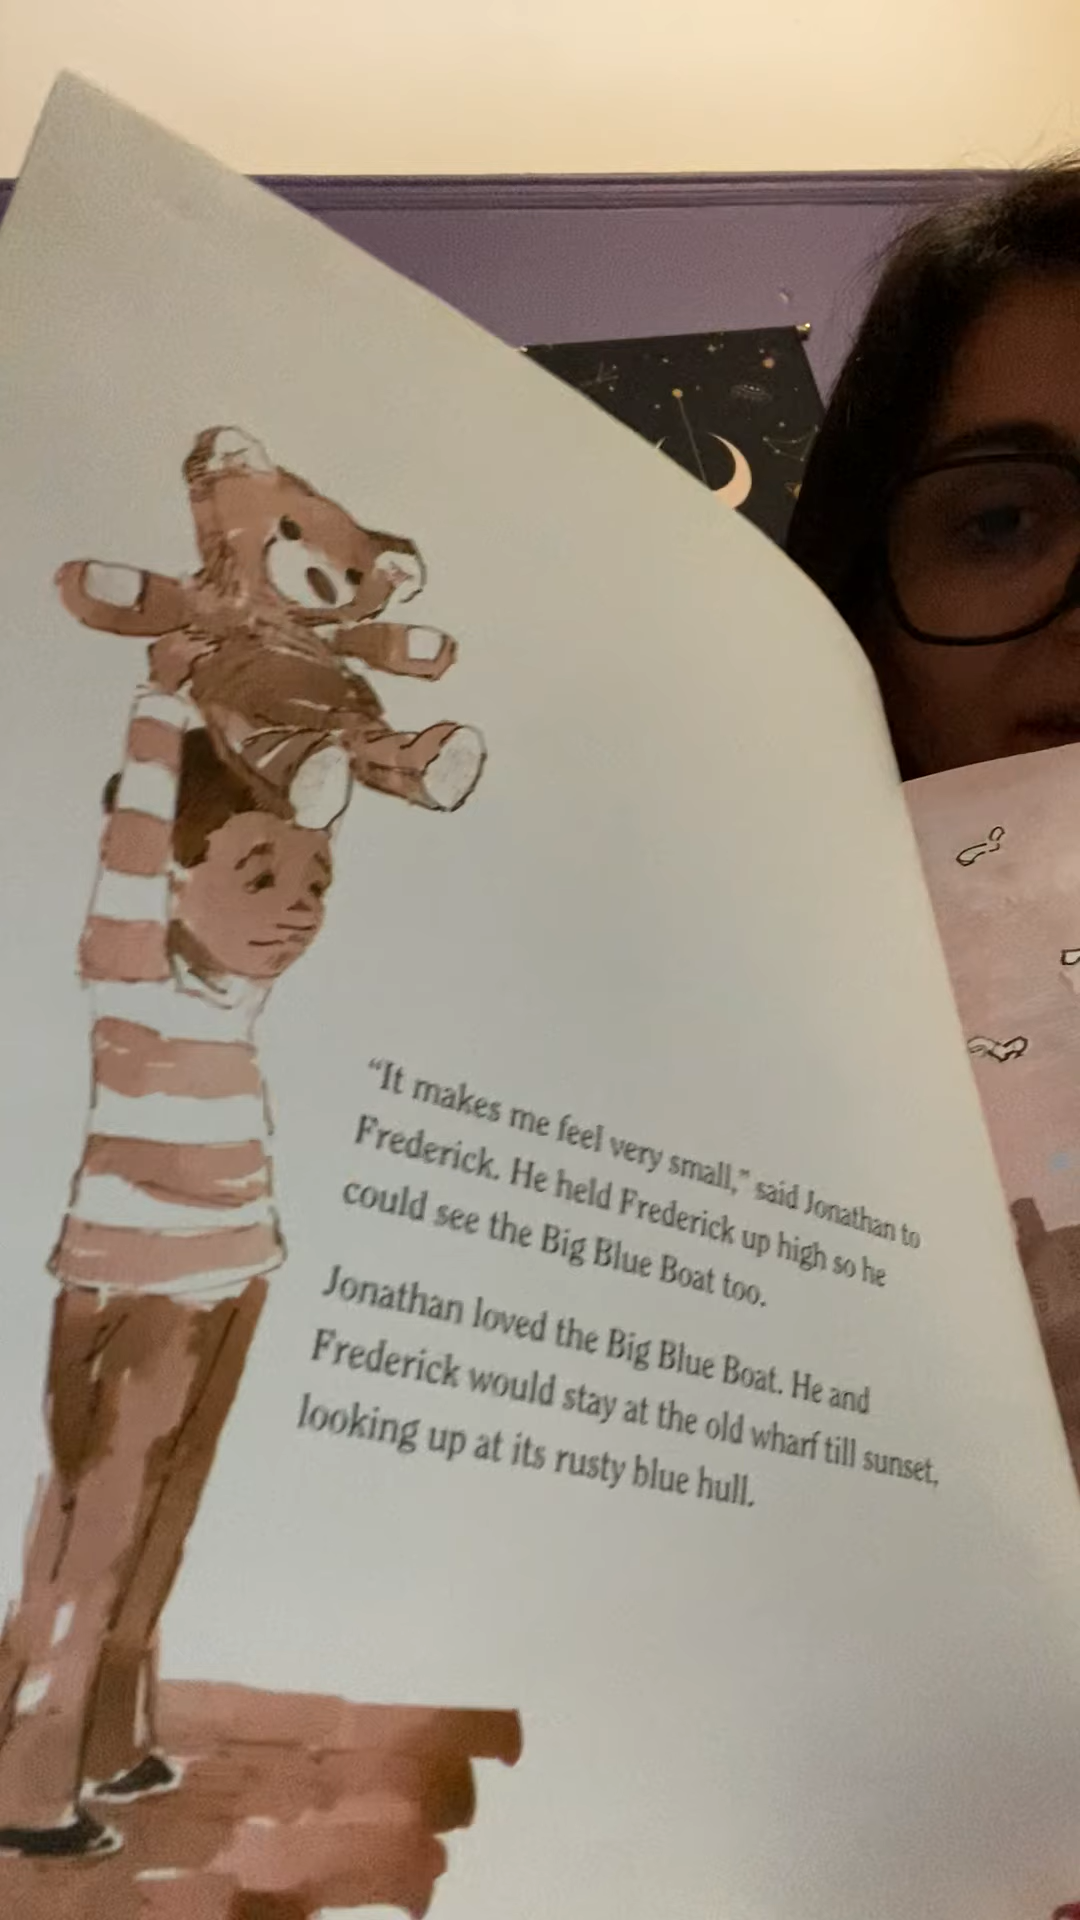 “It makes me feel very small,” said Jonathan to
Frederick. He held Frederick up high so he
could see the Big Blue Boat too.
Jonathan loved the Big Blue Boat. He and
Frederick would stay at the old wharf till sunset,
looking up at its rusty blue hull.